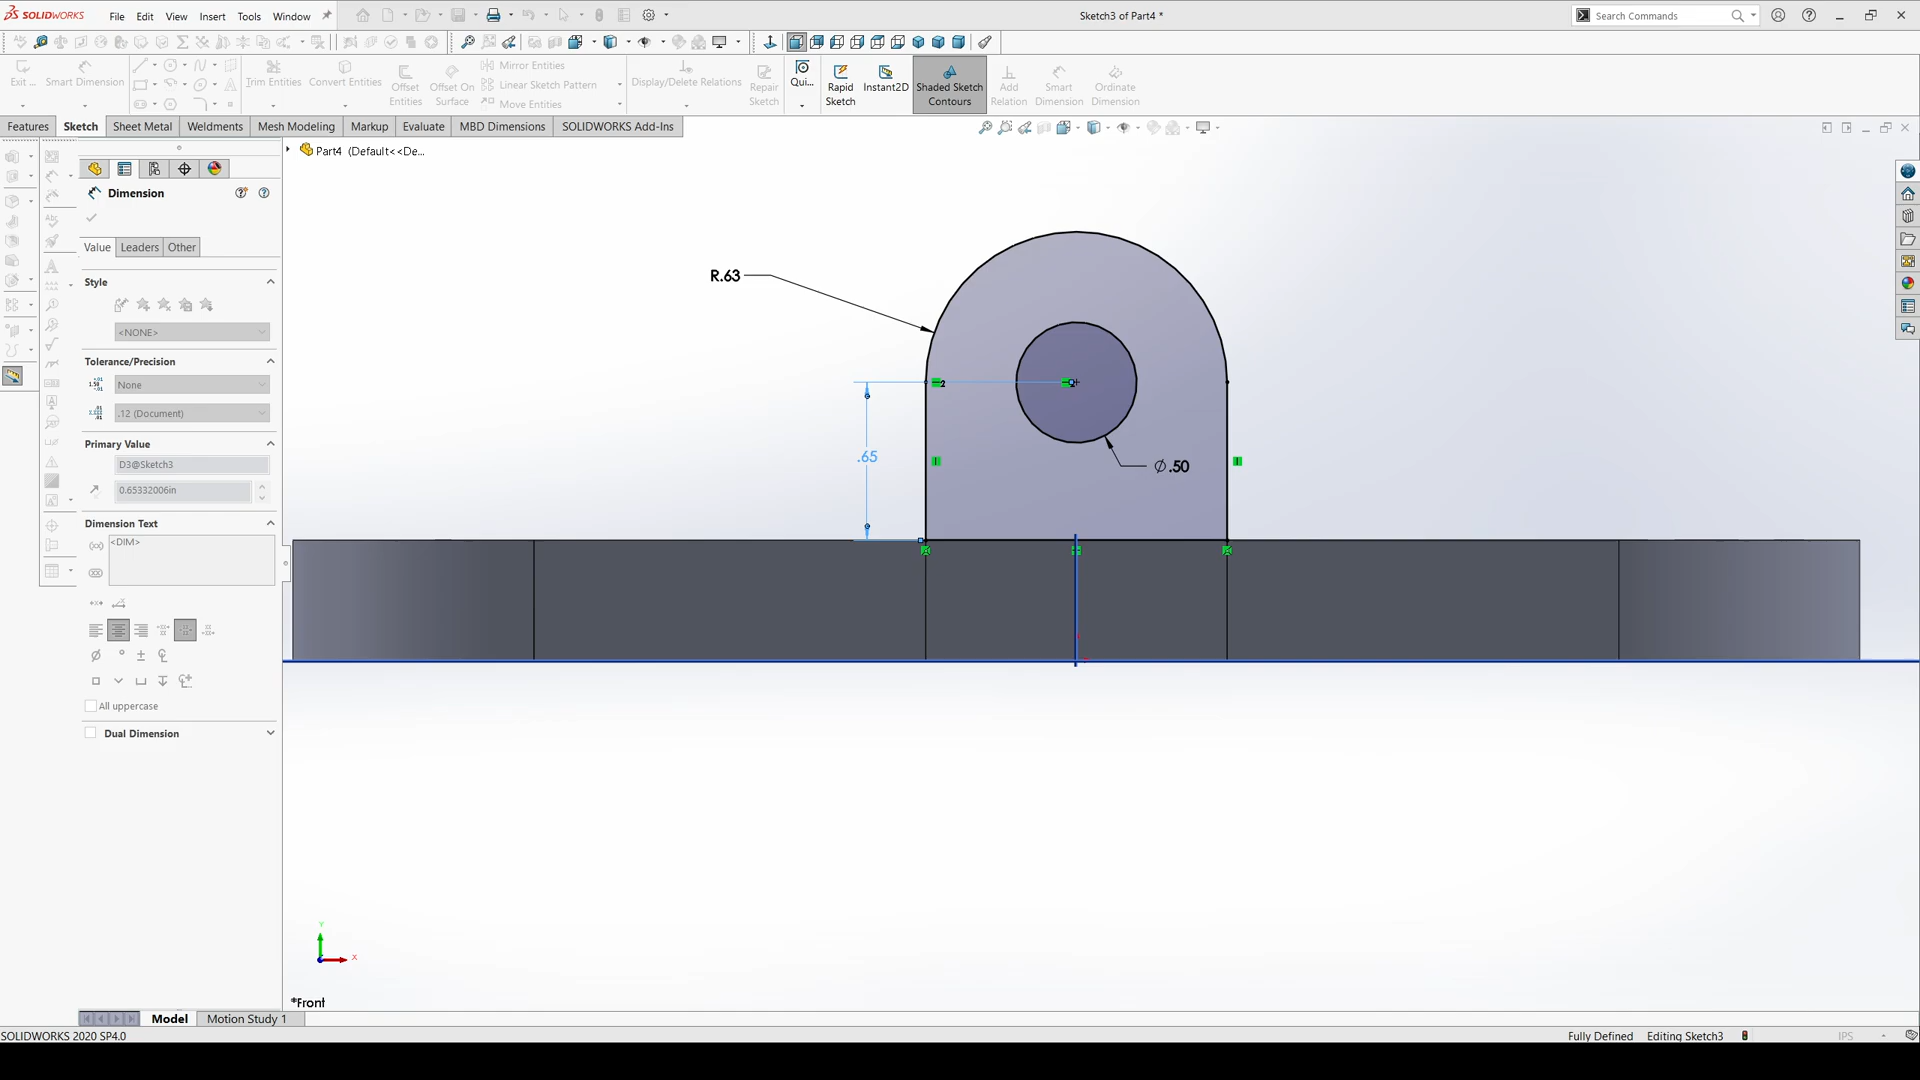 SOLIDWORKS File Edit View Insert Tools Window
Sketch3 of Part4 *
Search Commands
Exit ...
Smart Dimension
Trim Entities
Convert Entities
Offset Entities
Offset On Surface
Mirror Entities
Linear Sketch Pattern
Move Entities
Display/Delete Relations
Repair Sketch
Qui...
Rapid Sketch
Instant2D
Shaded Sketch Contours
Add Relation
Smart Dimension
Ordinate Dimension
Features Sketch Sheet Metal Weldments Mesh Modeling Markup Evaluate MBD Dimensions SOLIDWORKS Add-Ins
Part4 (Default<<De...
Dimension
Value Leaders Other
Style
<NONE>
Tolerance/Precision
None
.12 (Document)
Primary Value
D3@Sketch3
0.65332006in
Dimension Text
<DIM>
All uppercase
Dual Dimension
R.63
.65
2
Ø.50
Y
X
*Front
Model Motion Study 1
SOLIDWORKS 2020 SP4.0
Fully Defined Editing Sketch3 IPS